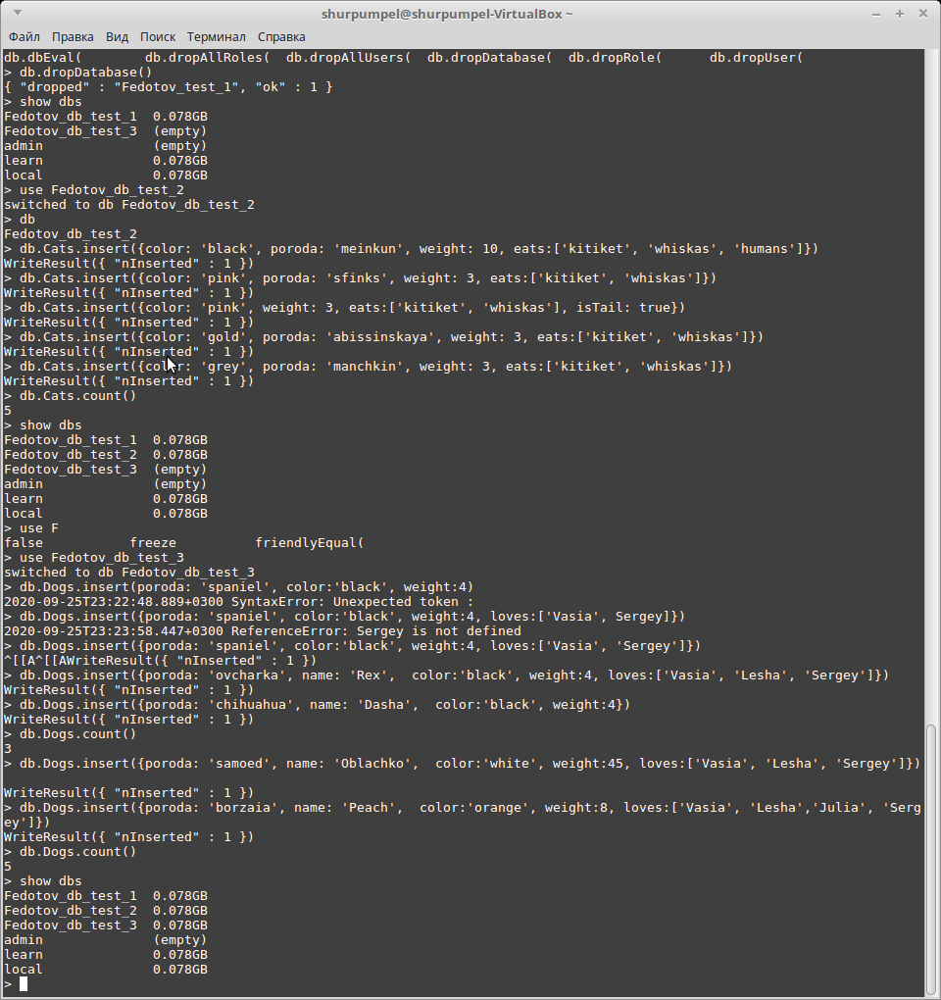 shurpumpel@shurpumpel-VirtualBox ~
Файл Правка Вид Поиск Терминал Справка
db.dbEval( db.dropAllRoles( db.dropAllUsers( db.dropDatabase( db.dropRole( db.dropUser(
> db.dropDatabase()
{ "dropped" : "Fedotov_test_1", "ok" : 1 }
> show dbs
Fedotov_db_test_1 0.078GB
Fedotov_db_test_3 (empty)
admin (empty)
learn 0.078GB
local 0.078GB
> use Fedotov_db_test_2
switched to db Fedotov_db_test_2
> db
Fedotov_db_test_2
> db.Cats.insert({color: 'black', poroda: 'meinkun', weight: 10, eats:['kitiket', 'whiskas', 'humans']})
WriteResult({ "nInserted" : 1 })
> db.Cats.insert({color: 'pink', poroda: 'sfinks', weight: 3, eats:['kitiket', 'whiskas']})
WriteResult({ "nInserted" : 1 })
> db.Cats.insert({color: 'pink', weight: 3, eats:['kitiket', 'whiskas'], isTail: true})
WriteResult({ "nInserted" : 1 })
> db.Cats.insert({color: 'gold', poroda: 'abissinskaya', weight: 3, eats:['kitiket', 'whiskas']})
WriteResult({ "nInserted" : 1 })
> db.Cats.insert({color: 'grey', poroda: 'manchkin', weight: 3, eats:['kitiket', 'whiskas']})
WriteResult({ "nInserted" : 1 })
> db.Cats.count()
5
> show dbs
Fedotov_db_test_1 0.078GB
Fedotov_db_test_2 0.078GB
Fedotov_db_test_3 (empty)
admin (empty)
learn 0.078GB
local 0.078GB
> use F
false freeze friendlyEqual(
> use Fedotov_db_test_3
switched to db Fedotov_db_test_3
> db.Dogs.insert(poroda: 'spaniel', color:'black', weight:4)
2020-09-25T23:22:48.889+0300 SyntaxError: Unexpected token :
> db.Dogs.insert({poroda: 'spaniel', color:'black', weight:4, loves:['Vasia', Sergey]})
2020-09-25T23:23:58.447+0300 ReferenceError: Sergey is not defined
> db.Dogs.insert({poroda: 'spaniel', color:'black', weight:4, loves:['Vasia', 'Sergey']})
^[[A^[[AWriteResult({ "nInserted" : 1 })
> db.Dogs.insert({poroda: 'ovcharka', name: 'Rex', color:'black', weight:4, loves:['Vasia', 'Lesha', 'Sergey']})
WriteResult({ "nInserted" : 1 })
> db.Dogs.insert({poroda: 'chihuahua', name: 'Dasha', color:'black', weight:4})
WriteResult({ "nInserted" : 1 })
> db.Dogs.count()
3
> db.Dogs.insert({poroda: 'samoed', name: 'Oblachko', color:'white', weight:45, loves:['Vasia', 'Lesha', 'Sergey']})
WriteResult({ "nInserted" : 1 })
> db.Dogs.insert({poroda: 'borzaia', name: 'Peach', color:'orange', weight:8, loves:['Vasia', 'Lesha','Julia', 'Serg
ey']})
WriteResult({ "nInserted" : 1 })
> db.Dogs.count()
5
> show dbs
Fedotov_db_test_1 0.078GB
Fedotov_db_test_2 0.078GB
Fedotov_db_test_3 0.078GB
admin (empty)
learn 0.078GB
local 0.078GB
>